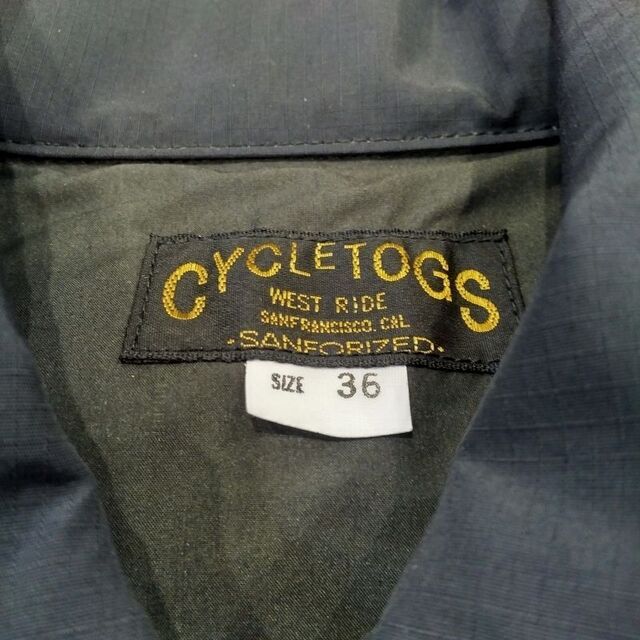 CYCLETOGS
WEST RIDE
SANFRANCISCO. CAL
·SANFORIZED·
SIZE 36